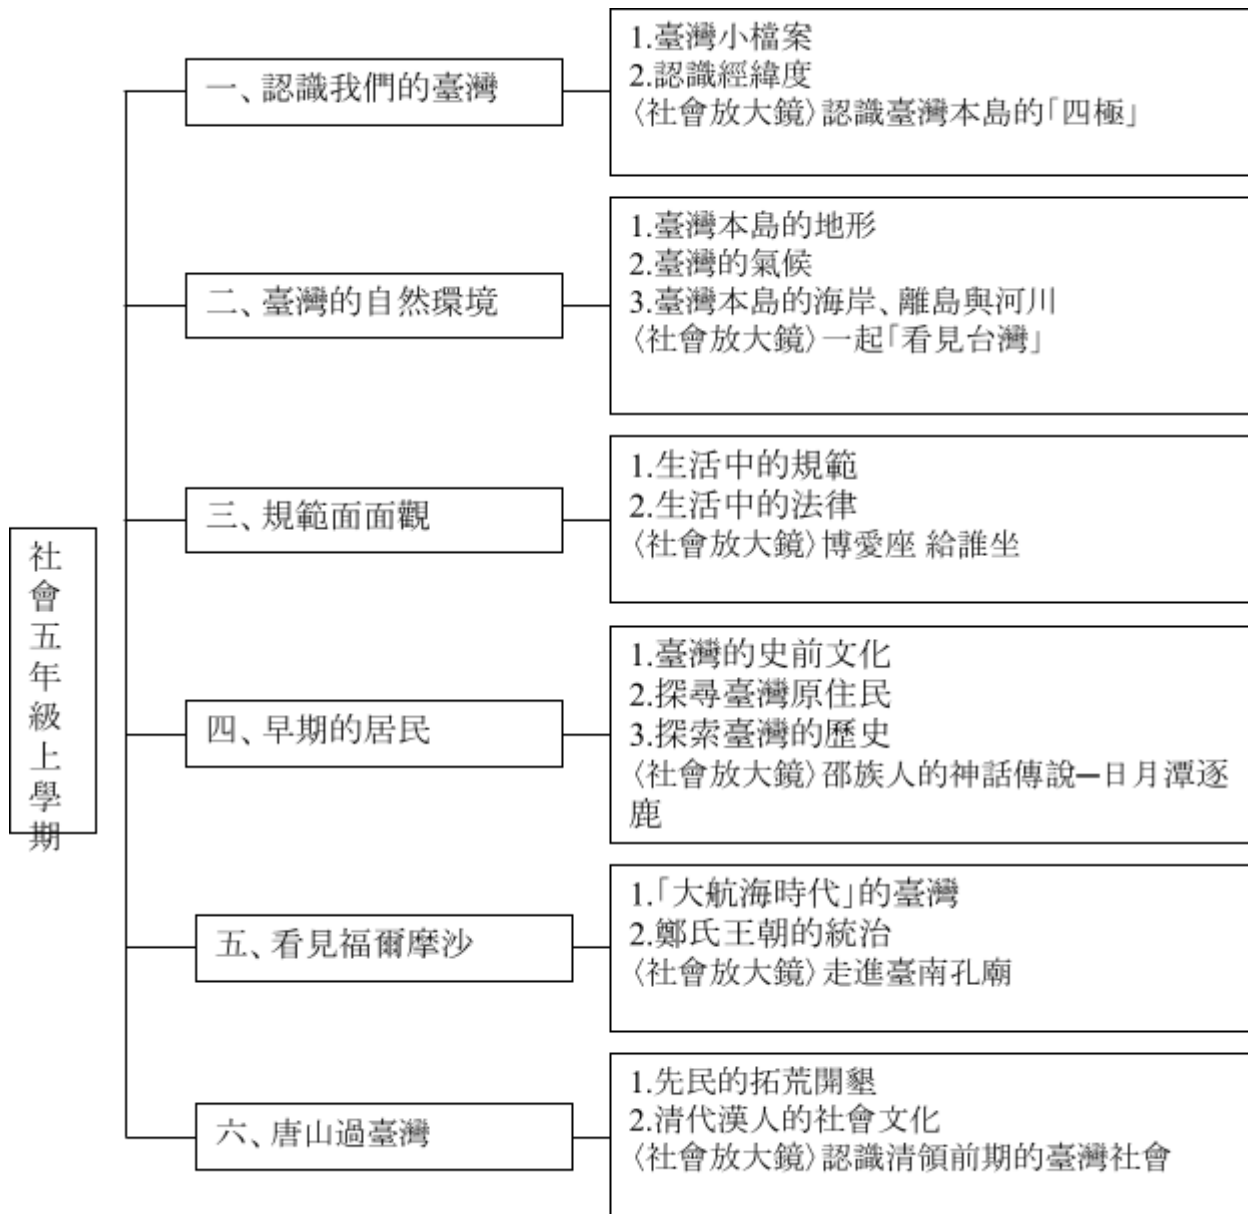 社會五年級上學期
一、認識我們的臺灣
1.臺灣小檔案
2.認識經緯度
〈社會放大鏡〉認識臺灣本島的「四極」
二、臺灣的自然環境
1.臺灣本島的地形
2.臺灣的氣候
3.臺灣本島的海岸、離島與河川
〈社會放大鏡〉一起「看見台灣」
三、規範面面觀
1.生活中的規範
2.生活中的法律
〈社會放大鏡〉博愛座 給誰坐
四、早期的居民
1.臺灣的史前文化
2.探尋臺灣原住民
3.探索臺灣的歷史
〈社會放大鏡〉邵族人的神話傳說—日月潭逐
鹿
五、看見福爾摩沙
1.「大航海時代」的臺灣
2.鄭氏王朝的統治
〈社會放大鏡〉走進臺南孔廟
六、唐山過臺灣
1.先民的拓荒開墾
2.清代漢人的社會文化
〈社會放大鏡〉認識清領前期的臺灣社會